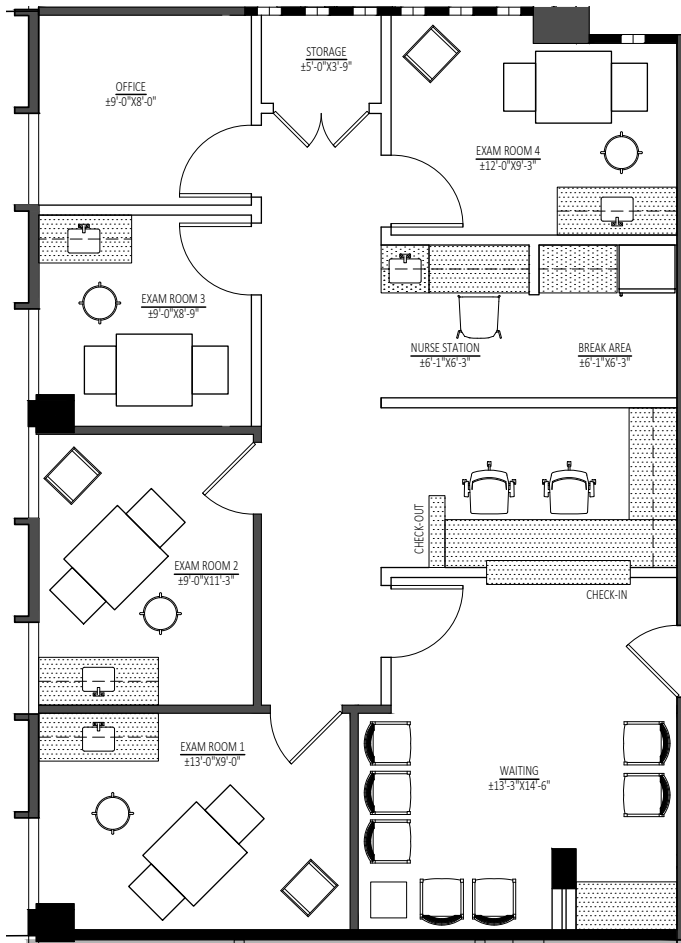 STORAGE
±5'-0"X3'-9"
OFFICE
±9'-0"X8'-0"
EXAM ROOM 4
±12'-0"X9'-3"
EXAM ROOM 3
±9'-0"X8'-9"
NURSE STATION
±6'-1"X6'-3"
BREAK AREA
±6'-1"X6'-3"
CHECK-OUT
EXAM ROOM 2
±9'-0"X11'-3"
CHECK-IN
EXAM ROOM 1
±13'-0"X9'-0"
WAITING
±13'-3"X14'-6"